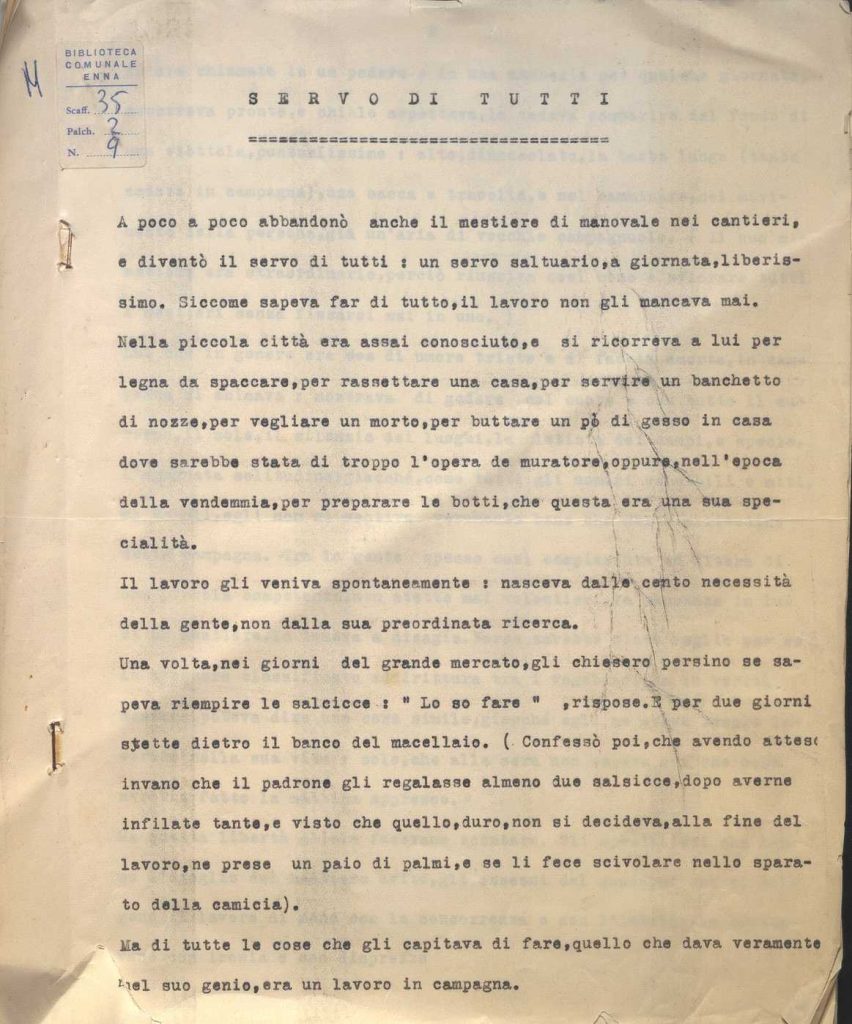 M
BIBLIOTECA
COMUNALE
ENNA
Scaff. 35
Palch. 2
N. 9
S E R V O D I T U T T I
====================================
A poco a poco abbandonò anche il mestiere di manovale nei cantieri,
e diventò il servo di tutti : un servo saltuario,a giornata,liberis-
simo. Siccome sapeva far di tutto,il lavoro non gli mancava mai.
Nella piccola città era assai conosciuto,e si ricorreva a lui per
legna da spaccare,per rassettare una casa,per servire un banchetto
di nozze,per vegliare un morto,per buttare un pò di gesso in casa
dove sarebbe stata di troppo l'opera de muratore,oppure,nell'epoca
della vendemmia,per preparare le botti,che questa era una sua spe-
cialità.
Il lavoro gli veniva spontaneamente : nasceva dalle cento necessità
della gente,non dalla sua preordinata ricerca.
Una volta,nei giorni del grande mercato,gli chiesero persino se sa-
peva riempire le salcicce : " Lo so fare " ,rispose.E per due giorni
stette dietro il banco del macellaio. ( Confessò poi,che avendo atteso
invano che il padrone gli regalasse almeno due salsicce,dopo averne
infilate tante,e visto che quello,duro,non si decideva,alla fine del
lavoro,ne prese un paio di palmi,e se li fece scivolare nello spara-
to della camicia).
Ma di tutte le cose che gli capitava di fare,quello che dava veramente
nel suo genio,era un lavoro in campagna.